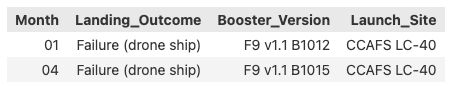 Month Landing_Outcome Booster_Version Launch_Site
01 Failure (drone ship) F9 v1.1 B1012 CCAFS LC-40
04 Failure (drone ship) F9 v1.1 B1015 CCAFS LC-40